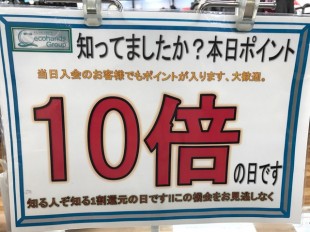 ecohands
Group
知ってましたか？本日ポイント
当日入会のお客様でもポイントが入ります、大歓迎。
10倍の日です
知る人ぞ知る1割還元の日です!!この機会をお見逃しなく